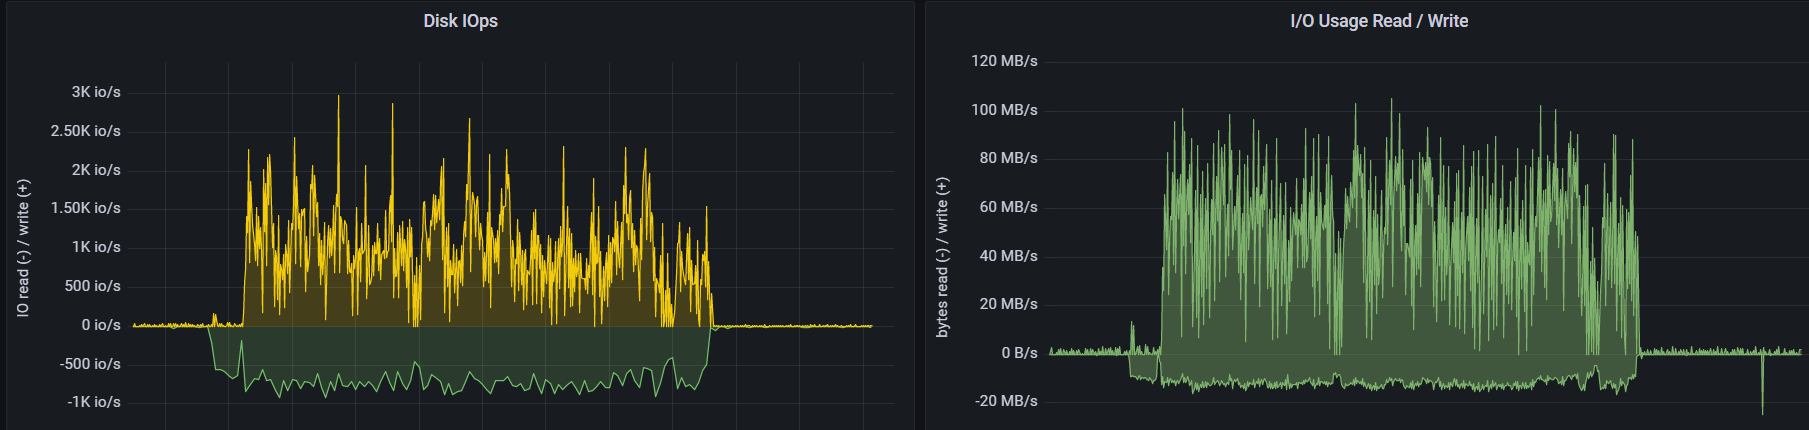 Disk IOps
IO read (-) / write (+)
3K io/s
2.50K io/s
2K io/s
1.50K io/s
1K io/s
500 io/s
0 io/s
-500 io/s
-1K io/s
I/O Usage Read / Write
bytes read (-) / write (+)
120 MB/s
100 MB/s
80 MB/s
60 MB/s
40 MB/s
20 MB/s
0 B/s
-20 MB/s